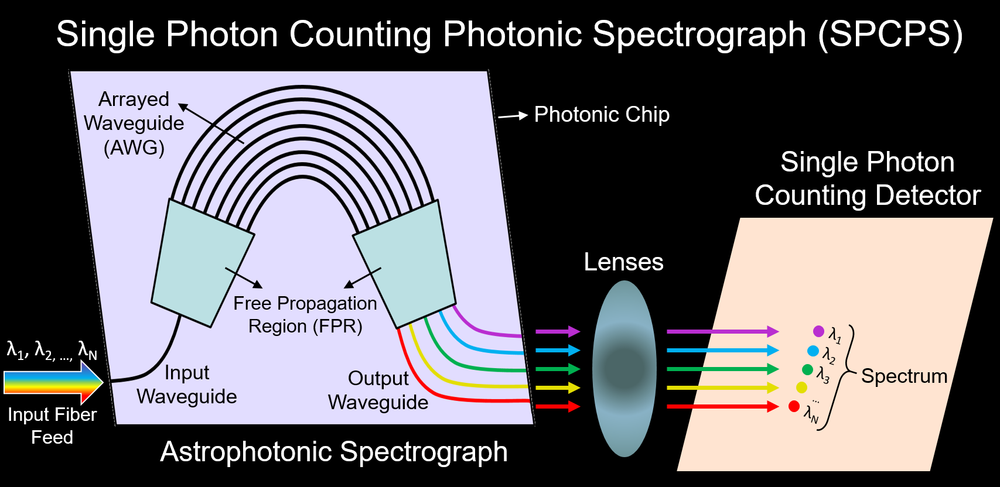 Single Photon Counting Photonic Spectrograph (SPCPS)
Arrayed
Waveguide
(AWG)
Photonic Chip
Single Photon
Counting Detector
Lenses
Free Propagation
Region (FPR)
λ1, λ2, ..., λN
Input Fiber
Feed
Input
Waveguide
Output
Waveguide
λ1
λ2
λ3
...
λN
Spectrum
Astrophotonic Spectrograph